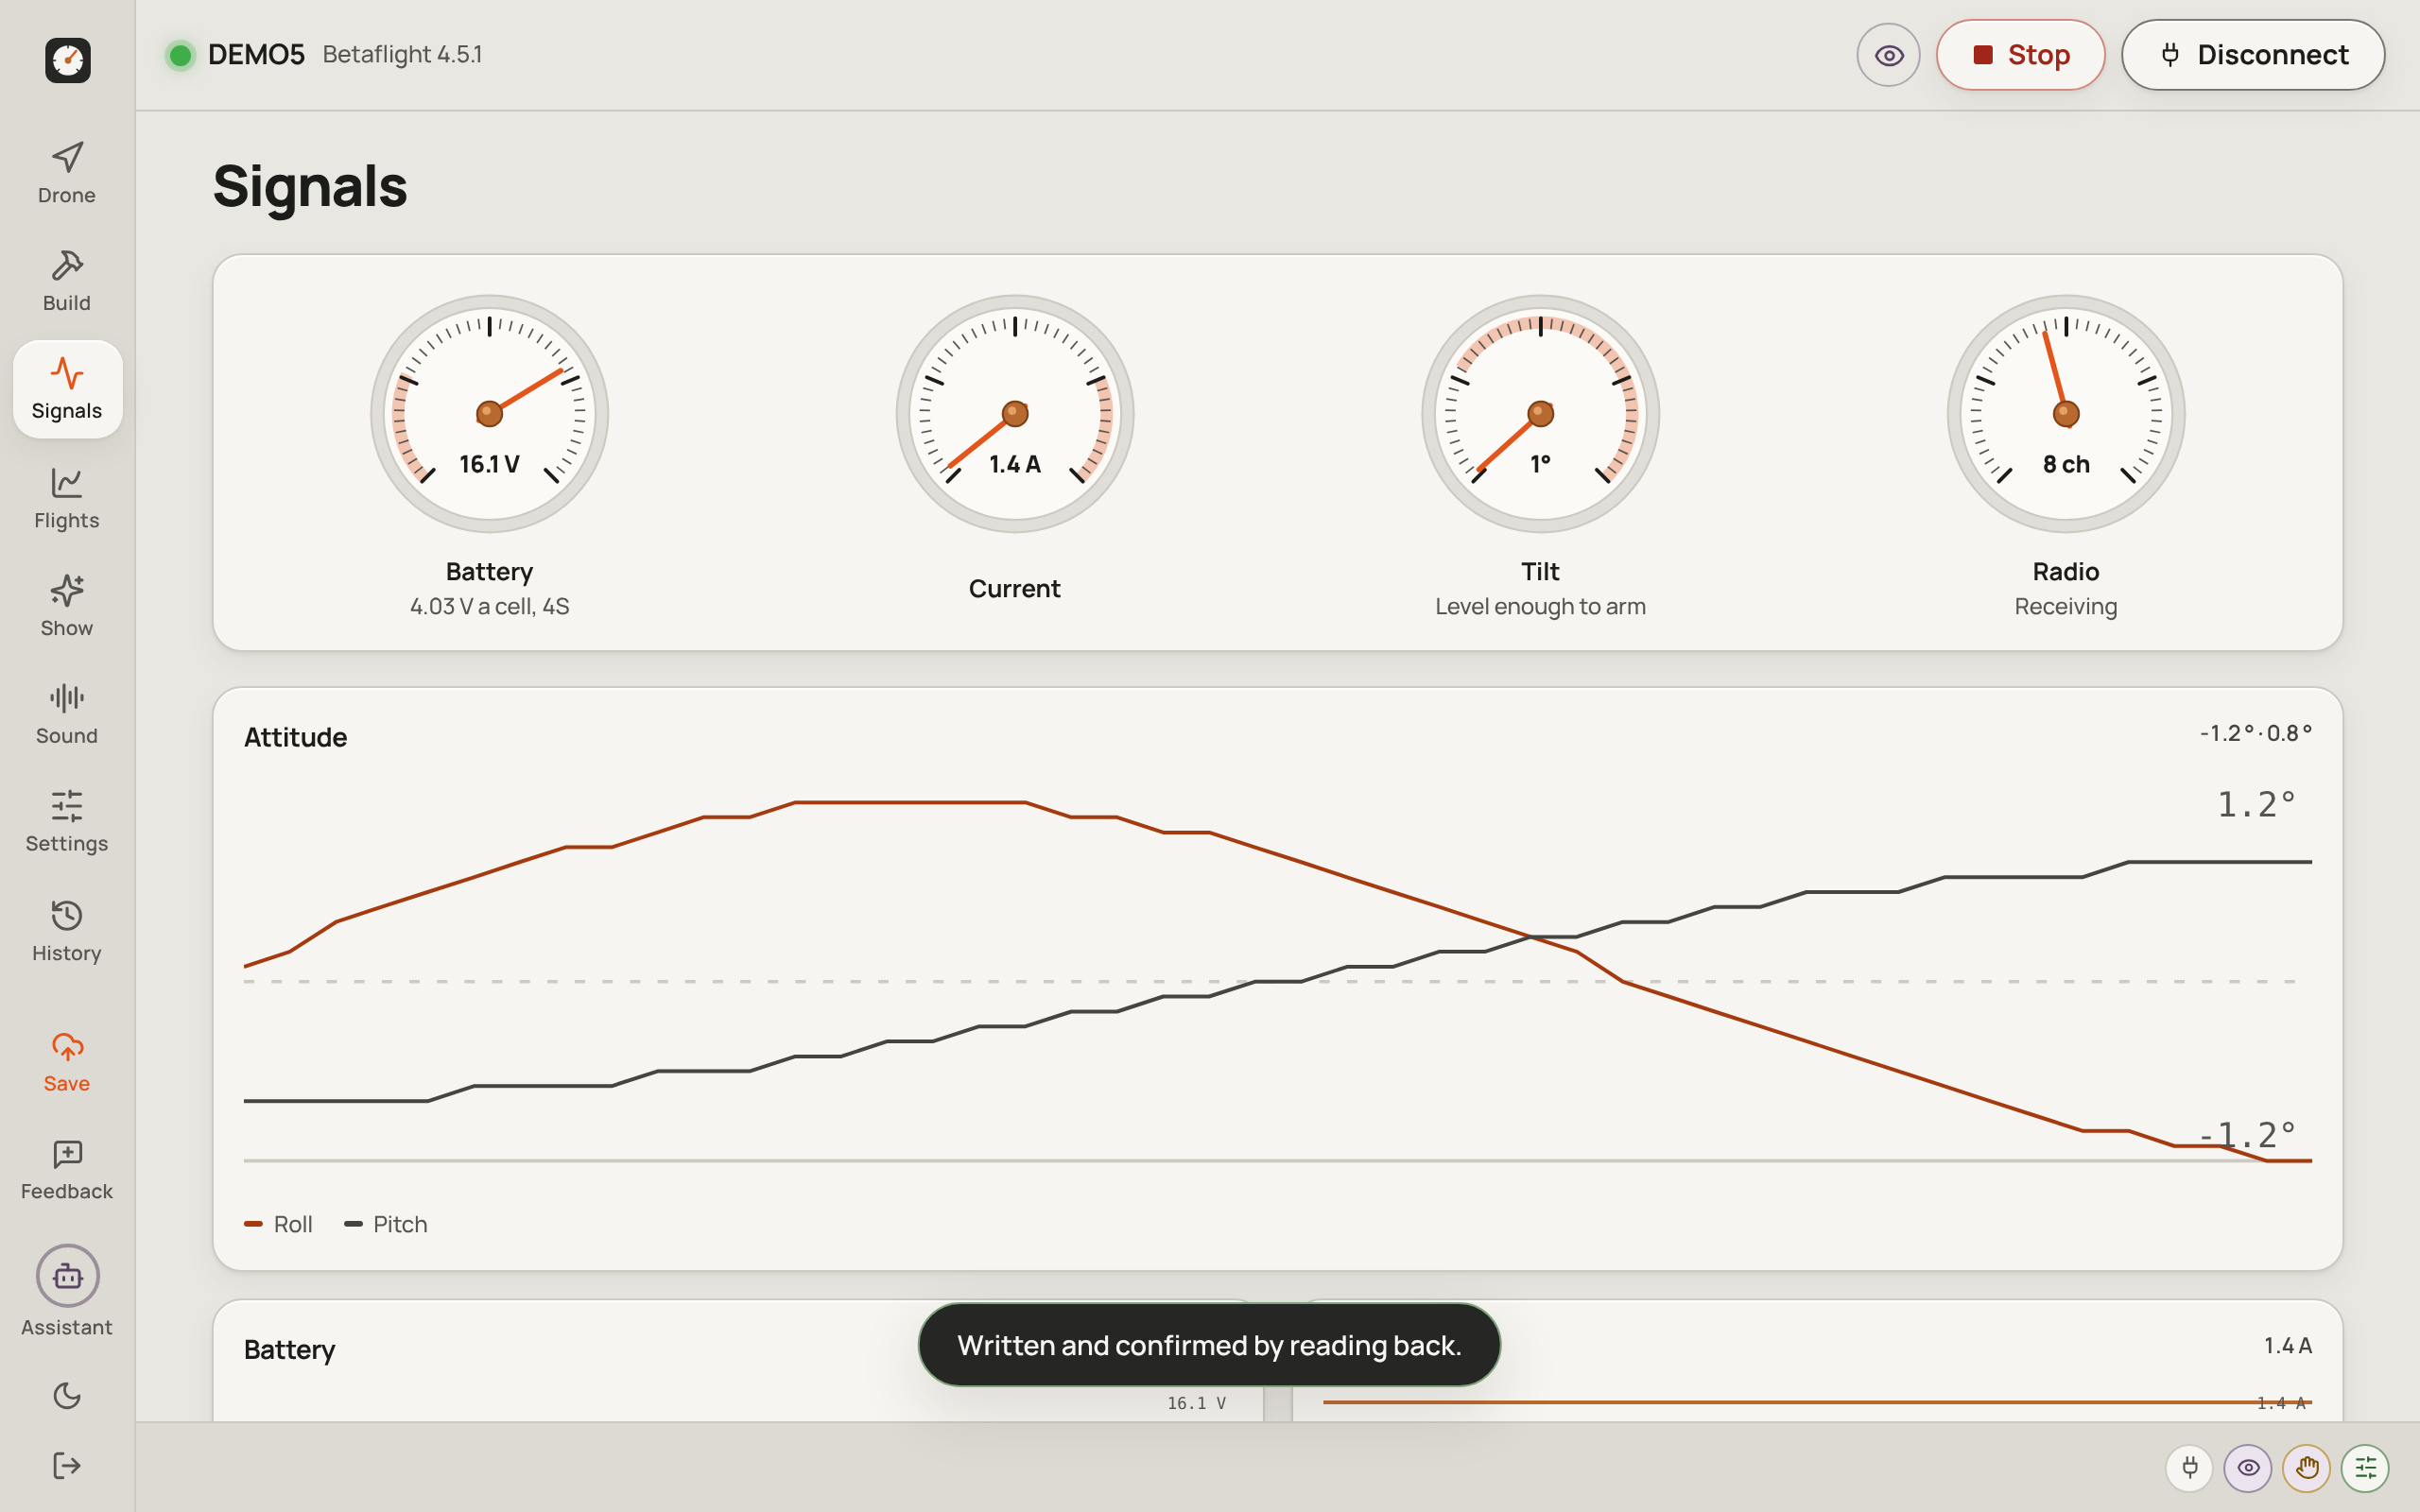 DEMO5 Betaflight 4.5.1
Stop
Disconnect
Drone
Build
Signals
Flights
Show
Sound
Settings
History
Save
Feedback
Assistant
Signals
16.1 V
Battery
4.03 V a cell, 4S
1.4 A
Current
1°
Tilt
Level enough to arm
8 ch
Radio
Receiving
Attitude
-1.2° · 0.8°
1.2°
-1.2°
Roll
Pitch
Battery
16.1 V
1.4 A
1.4 A
Written and confirmed by reading back.